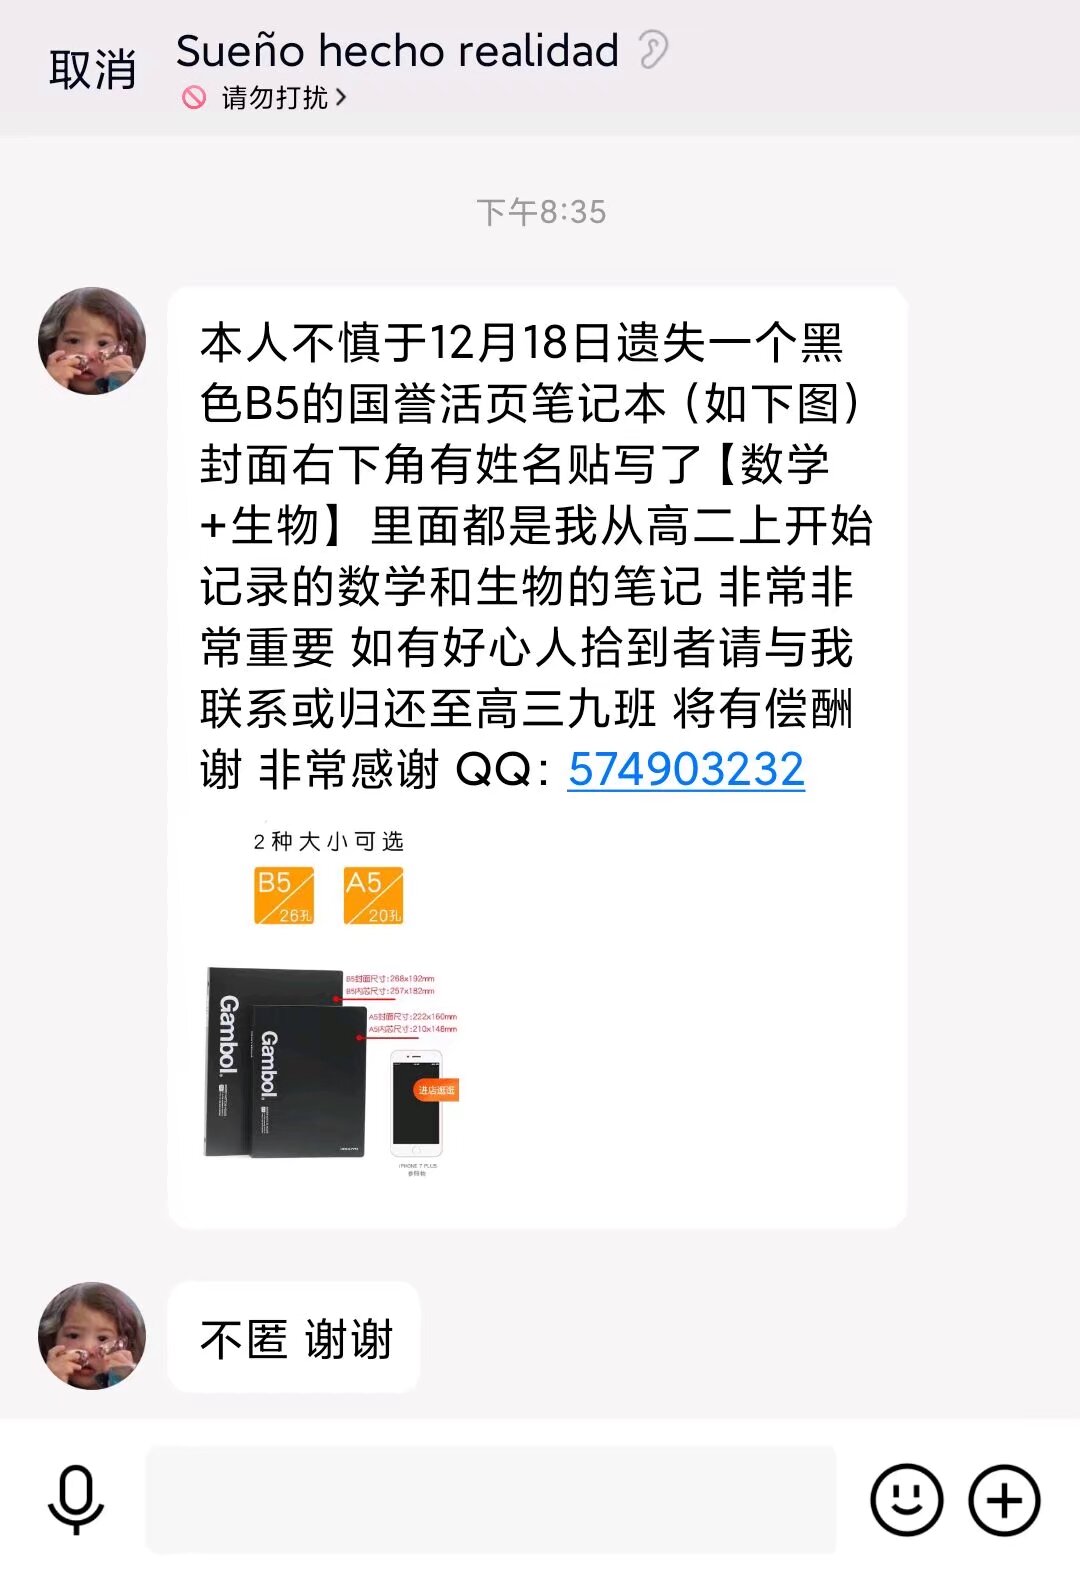 取消
Sueño hecho realidad
请勿打扰
下午8:35
本人不慎于12月18日遗失一个黑
色B5的国誉活页笔记本（如下图）
封面右下角有姓名贴写了【数学
+生物】里面都是我从高二上开始
记录的数学和生物的笔记 非常非
常重要 如有好心人拾到者请与我
联系或归还至高三九班 将有偿酬
谢 非常感谢 QQ：574903232
2种大小可选
B5
26孔
A5
20孔
B5封面尺寸:268x192mm
B5内芯尺寸:257x182mm
A5封面尺寸:222x160mm
A5内芯尺寸:210x148mm
Gambol.
Gambol.
进店逛逛
iPHONE 7 PLUS
参照物
不匿 谢谢